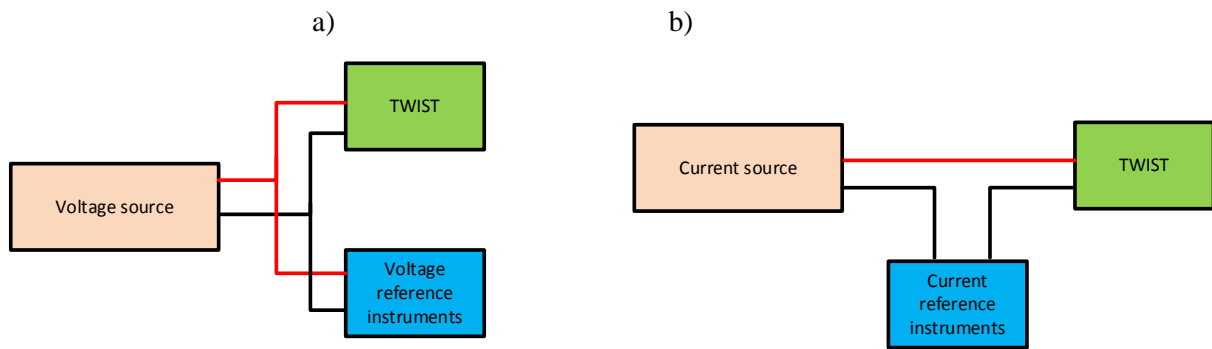 a)
b)
TWIST
Voltage source
Voltage
reference
instruments
Current source
TWIST
Current
reference
instruments